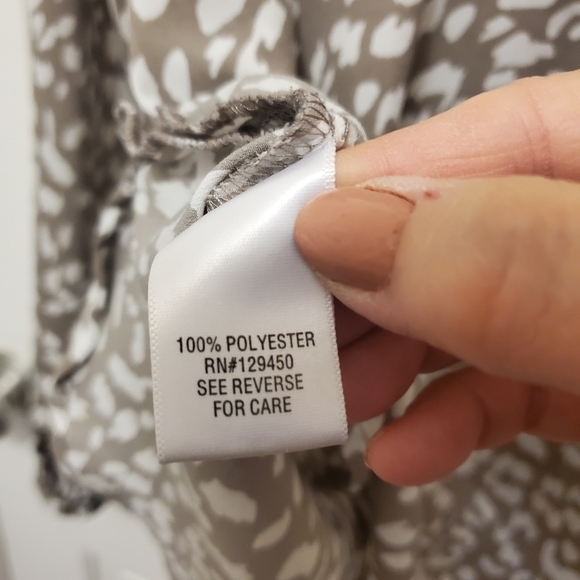 100% POLYESTER
RN#129450
SEE REVERSE
FOR CARE